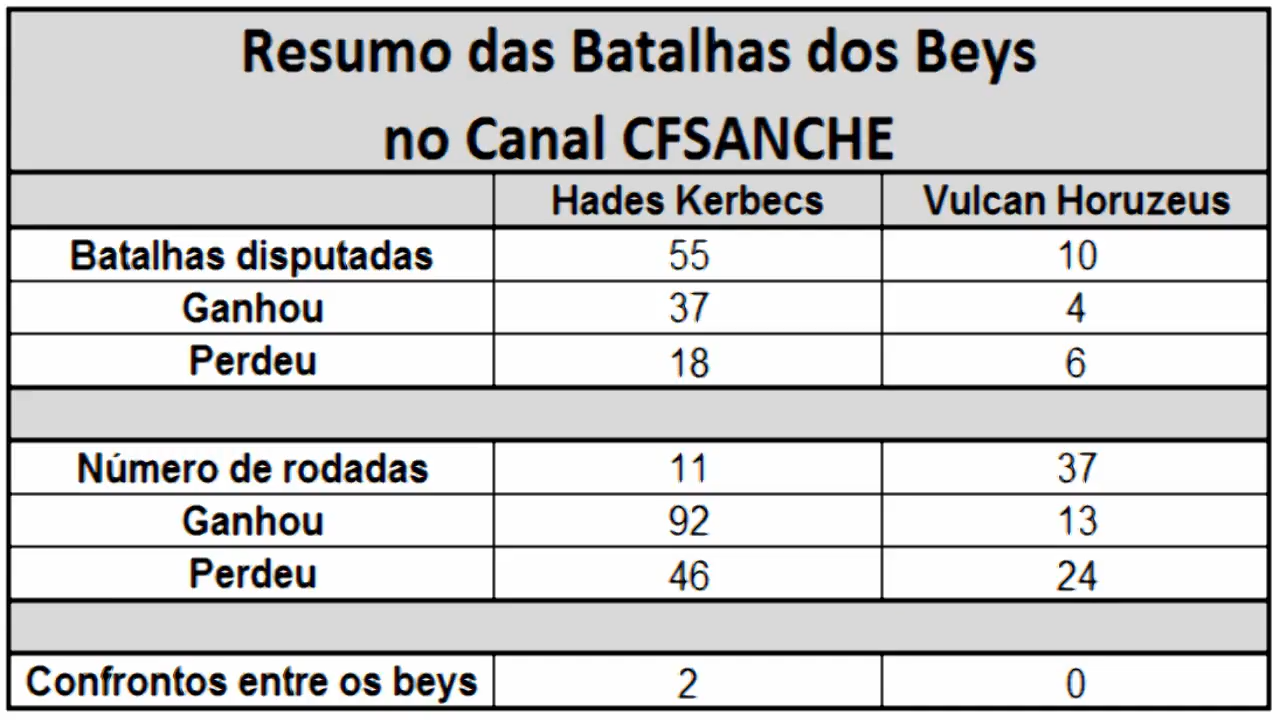 Resumo das Batalhas dos Beys
no Canal CFSANCHE
Hades Kerbecs Vulcan Horuzeus
Batalhas disputadas 55 10
Ganhou 37 4
Perdeu 18 6
Número de rodadas 11 37
Ganhou 92 13
Perdeu 46 24
Confrontos entre os beys 2 0